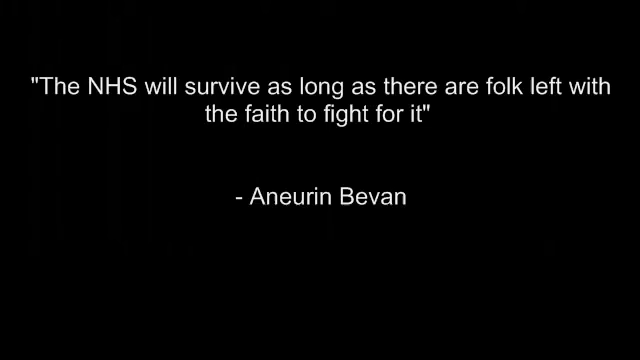 "The NHS will survive as long as there are folk left with
the faith to fight for it"
- Aneurin Bevan